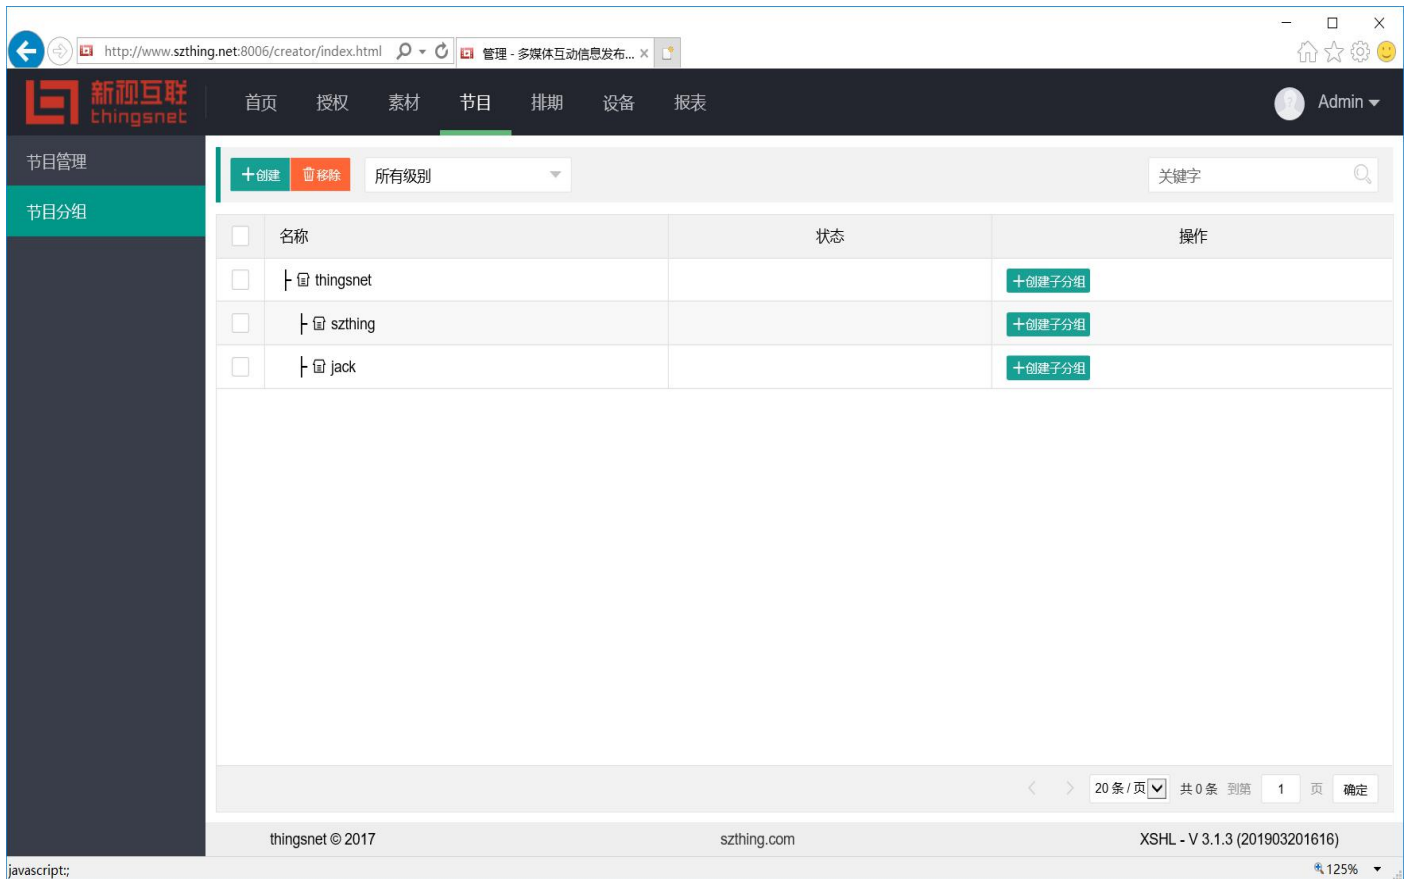 http://www.szthing.net:8006/creator/index.html
管理 - 多媒体互动信息发布...
新视互联
thingsnet
首页 授权 素材 节目 排期 设备 报表
Admin
节目管理
节目分组
创建 移除 所有级别 关键字
名称 状态 操作
thingsnet 创建子分组
szthing 创建子分组
jack 创建子分组
20 条 / 页 共 0 条 到第 1 页 确定
thingsnet © 2017 szthing.com XSHL - V 3.1.3 (201903201616)
javascript:; 125%